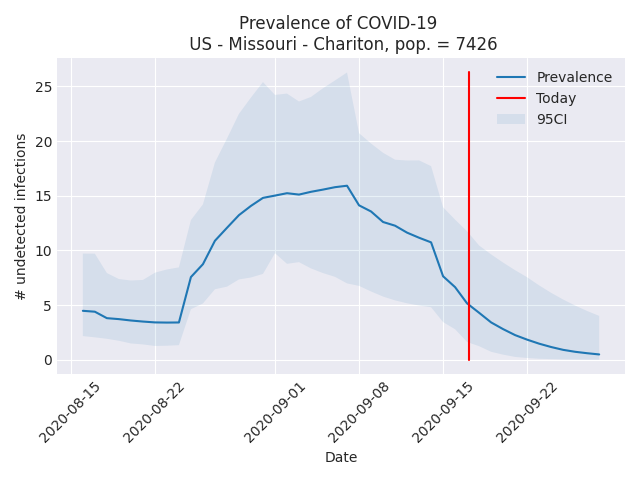 Prevalence of COVID-19
US - Missouri - Chariton, pop. = 7426
Prevalence
Today
95CI
# undetected infections
25
20
15
10
5
0
2020-08-15
2020-08-22
2020-09-01
2020-09-08
2020-09-15
2020-09-22
Date